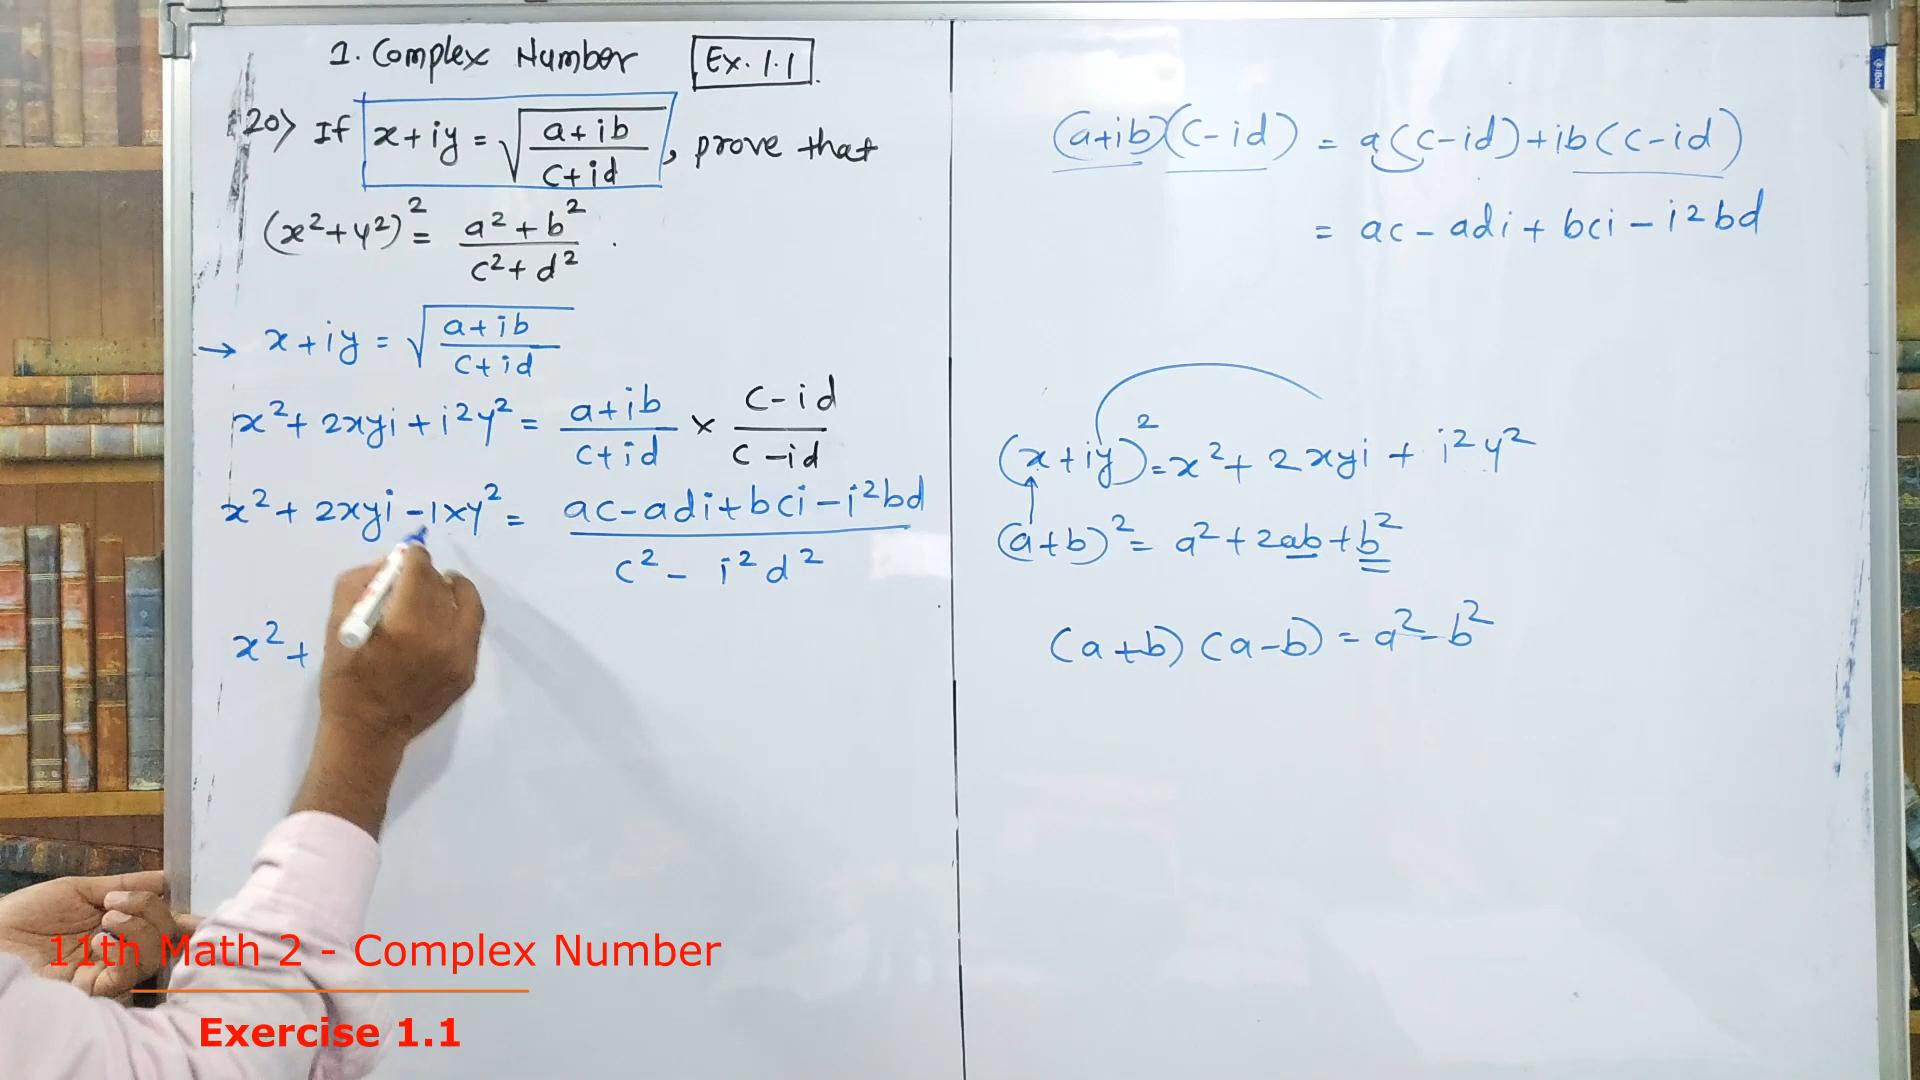 1. Complex Number Ex. 1.1
20) If x+iy = √(a+ib / c+id), prove that
(x²+y²)² = a²+b² / c²+d² .
→ x+iy = √(a+ib / c+id)
x²+ 2xyi + i²y² = a+ib / c+id × c-id / c-id
x²+ 2xyi -1×y² = ac-adi+bci-i²bd / c² - i²d²
x²+
(a+ib)(c-id) = a(c-id)+ib(c-id)
= ac - adi + bci - i²bd
(x+iy)² = x²+ 2xyi + i²y²
(a+b)² = a²+2ab+b²
(a+b)(a-b) = a²-b²
11th Math 2 - Complex Number
Exercise 1.1